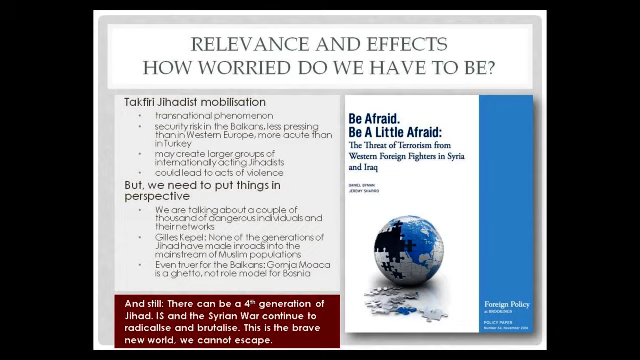 RELEVANCE AND EFFECTS
HOW WORRIED DO WE HAVE TO BE?
Takfiri Jihadist mobilisation
• transnational phenomenon
• security risk in the Balkans, less pressing
than in Western Europe, more acute than
in Turkey
• may create larger groups of
internationally acting Jihadists
• could lead to acts of violence
But, we need to put things in
perspective
• We are talking about a couple of
thousand of dangerous individuals and
their networks
• Gilles Kepel: None of the generations of
Jihad have made inroads into the
mainstream of Muslim populations
• Even truer for the Balkans: Gornja Moaca
is a ghetto, not role model for Bosnia
And still: There can be a 4th generation of
Jihad. IS and the Syrian War continue to
radicalise and brutalise. This is the brave
new world, we cannot escape.
Be Afraid.
Be A Little Afraid:
The Threat of Terrorism from
Western Foreign Fighters in Syria
and Iraq
DANIEL BYMAN
JEREMY SHAPIRO
Foreign Policy
at BROOKINGS
POLICY PAPER
Number 34, November 2014